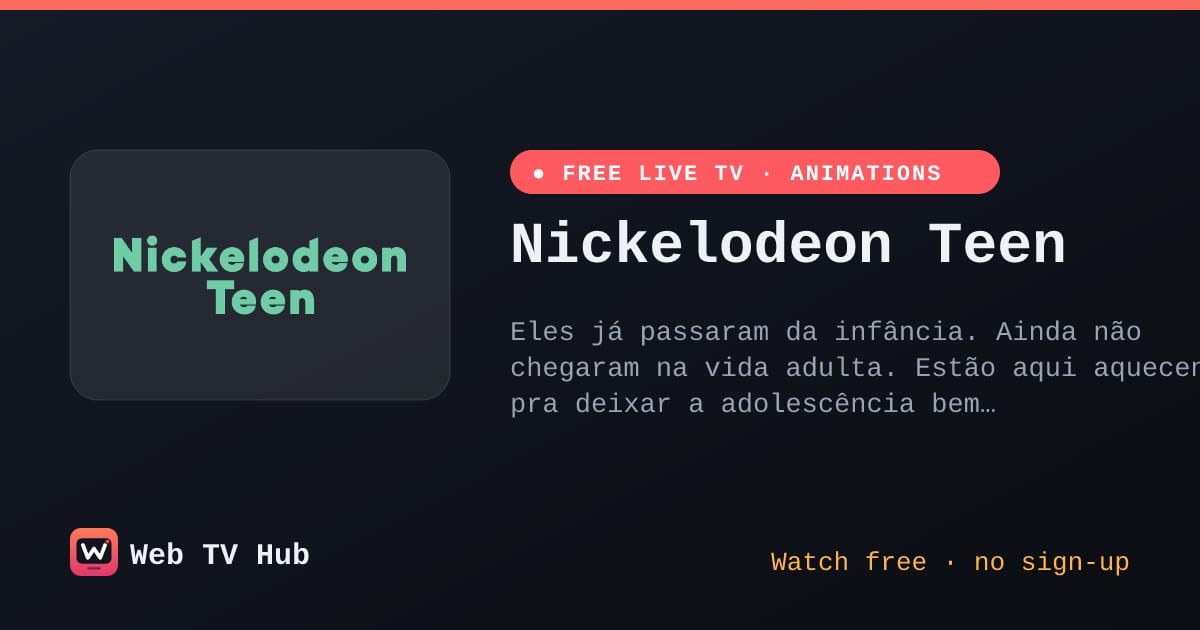 Nickelodeon
Teen
• FREE LIVE TV · ANIMATIONS
Nickelodeon Teen
Eles já passaram da infância. Ainda não
chegaram na vida adulta. Estão aqui aquecer
pra deixar a adolescência bem…
Web TV Hub
Watch free · no sign-up